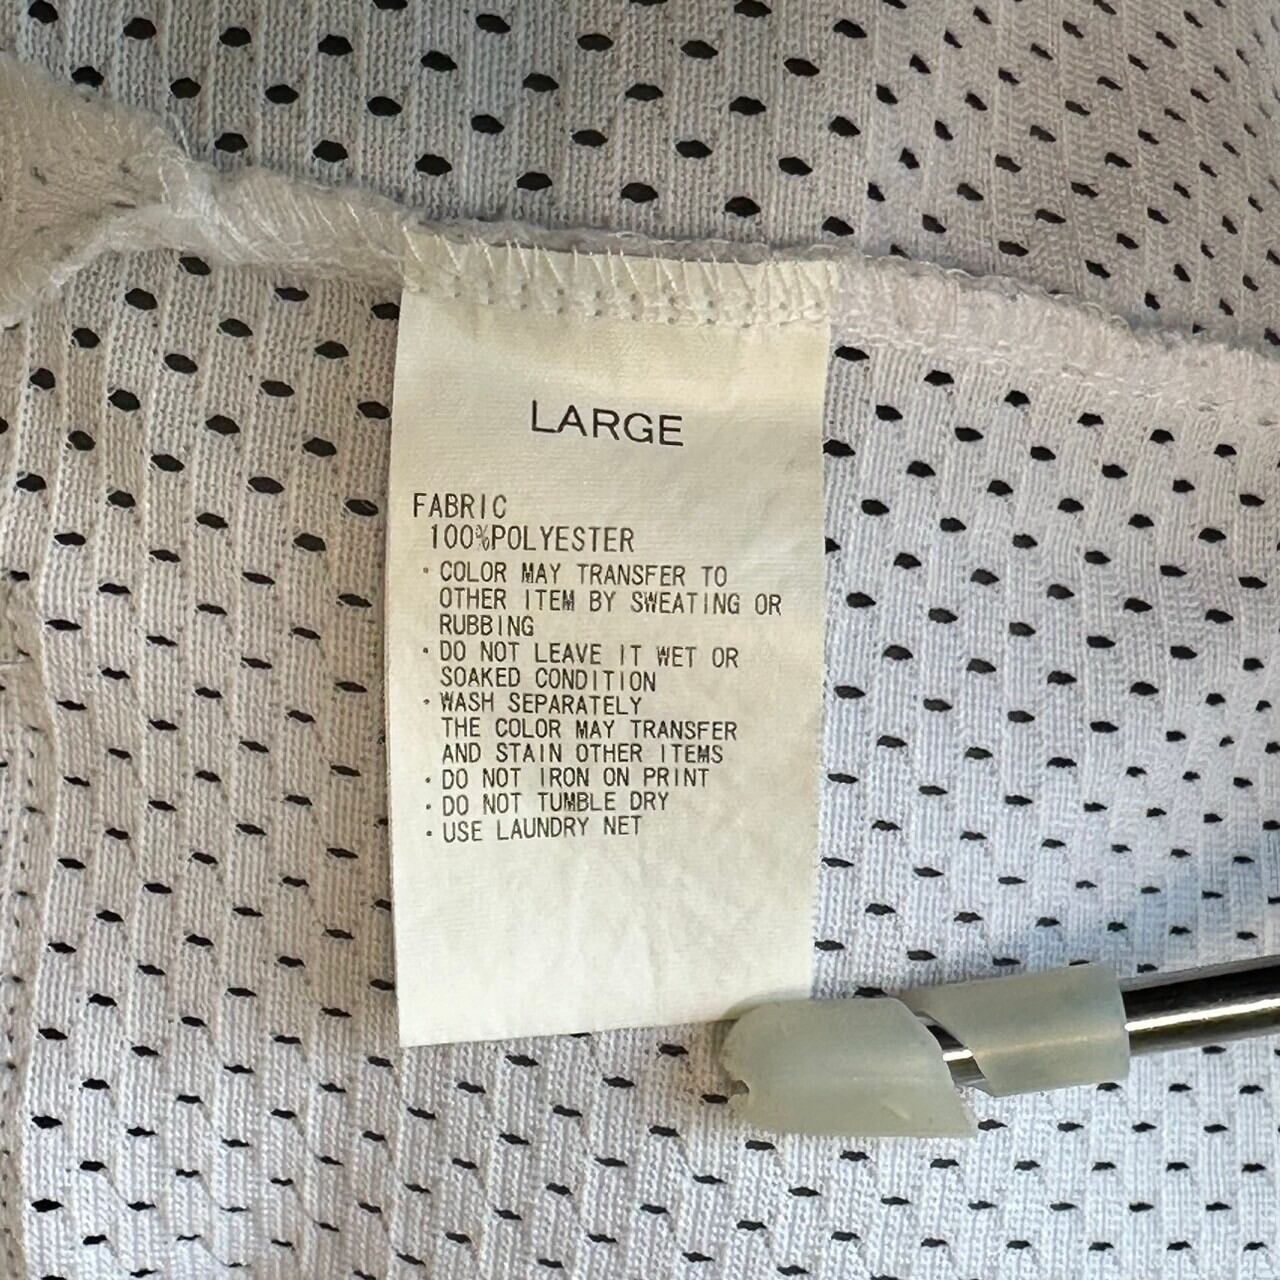 LARGE
FABRIC
100%POLYESTER
・COLOR MAY TRANSFER TO
OTHER ITEM BY SWEATING OR
RUBBING
・DO NOT LEAVE IT WET OR
SOAKED CONDITION
・WASH SEPARATELY
THE COLOR MAY TRANSFER
AND STAIN OTHER ITEMS
・DO NOT IRON ON PRINT
・DO NOT TUMBLE DRY
・USE LAUNDRY NET